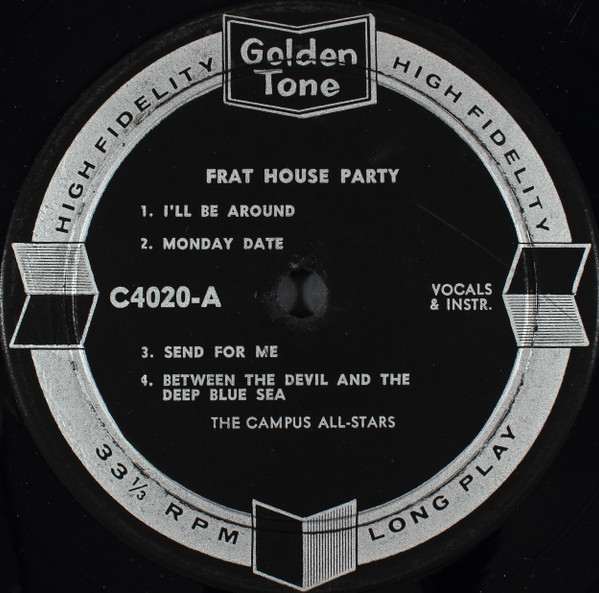 Golden
Tone
HIGH FIDELITY
HIGH FIDELITY
FRAT HOUSE PARTY
1. I'LL BE AROUND
2. MONDAY DATE
C4020-A
VOCALS
& INSTR.
3. SEND FOR ME
4. BETWEEN THE DEVIL AND THE
DEEP BLUE SEA
THE CAMPUS ALL-STARS
33⅓ RPM
LONG PLAY